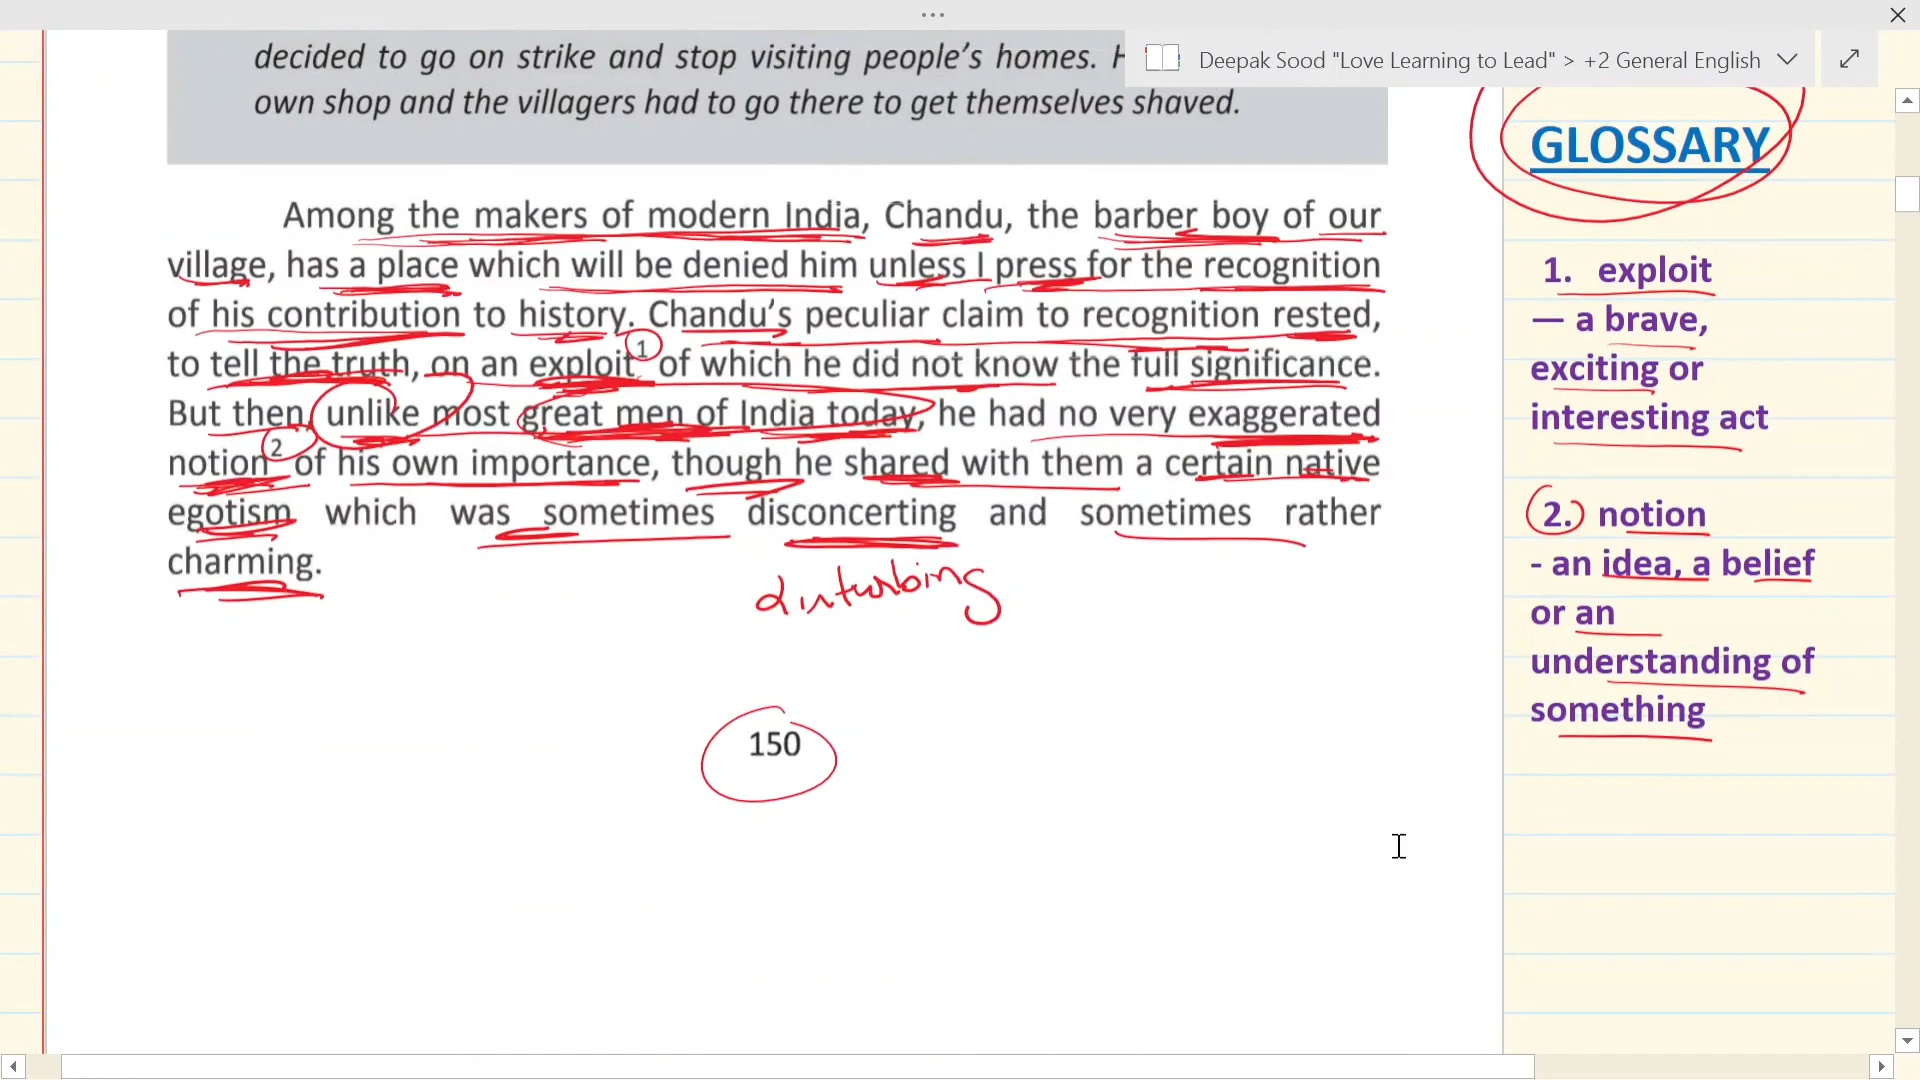 decided to go on strike and stop visiting people's homes. H
Deepak Sood "Love Learning to Lead" > +2 General English
own shop and the villagers had to go there to get themselves shaved.
GLOSSARY
Among the makers of modern India, Chandu, the barber boy of our
village, has a place which will be denied him unless I press for the recognition
of his contribution to history. Chandu's peculiar claim to recognition rested,
to tell the truth, on an exploit 1 of which he did not know the full significance.
But then, unlike most great men of India today, he had no very exaggerated
notion 2 of his own importance, though he shared with them a certain native
egotism which was sometimes disconcerting and sometimes rather
charming.
disturbing
150
1. exploit
— a brave,
exciting or
interesting act
2. notion
- an idea, a belief
or an
understanding of
something